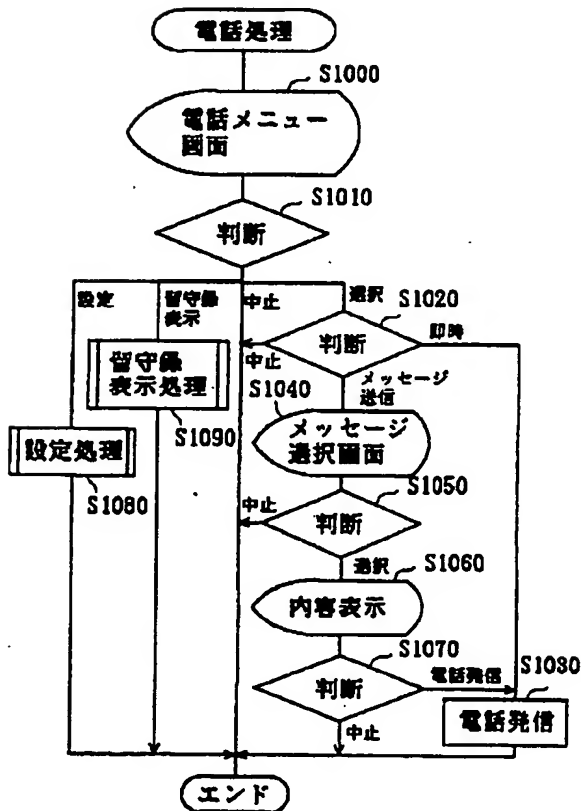 電話処理
S1000
電話メニュー
画面
S1010
判断
設定
留守録
表示
中止
選択
S1020
判断
即時
中止
メッセージ
送信
留守録
表示処理
S1090
S1040
メッセージ
選択画面
設定処理
S1080
S1050
中止
判断
選択
S1060
内容表示
S1070
判断
電話発信
S1030
電話発信
中止
エンド